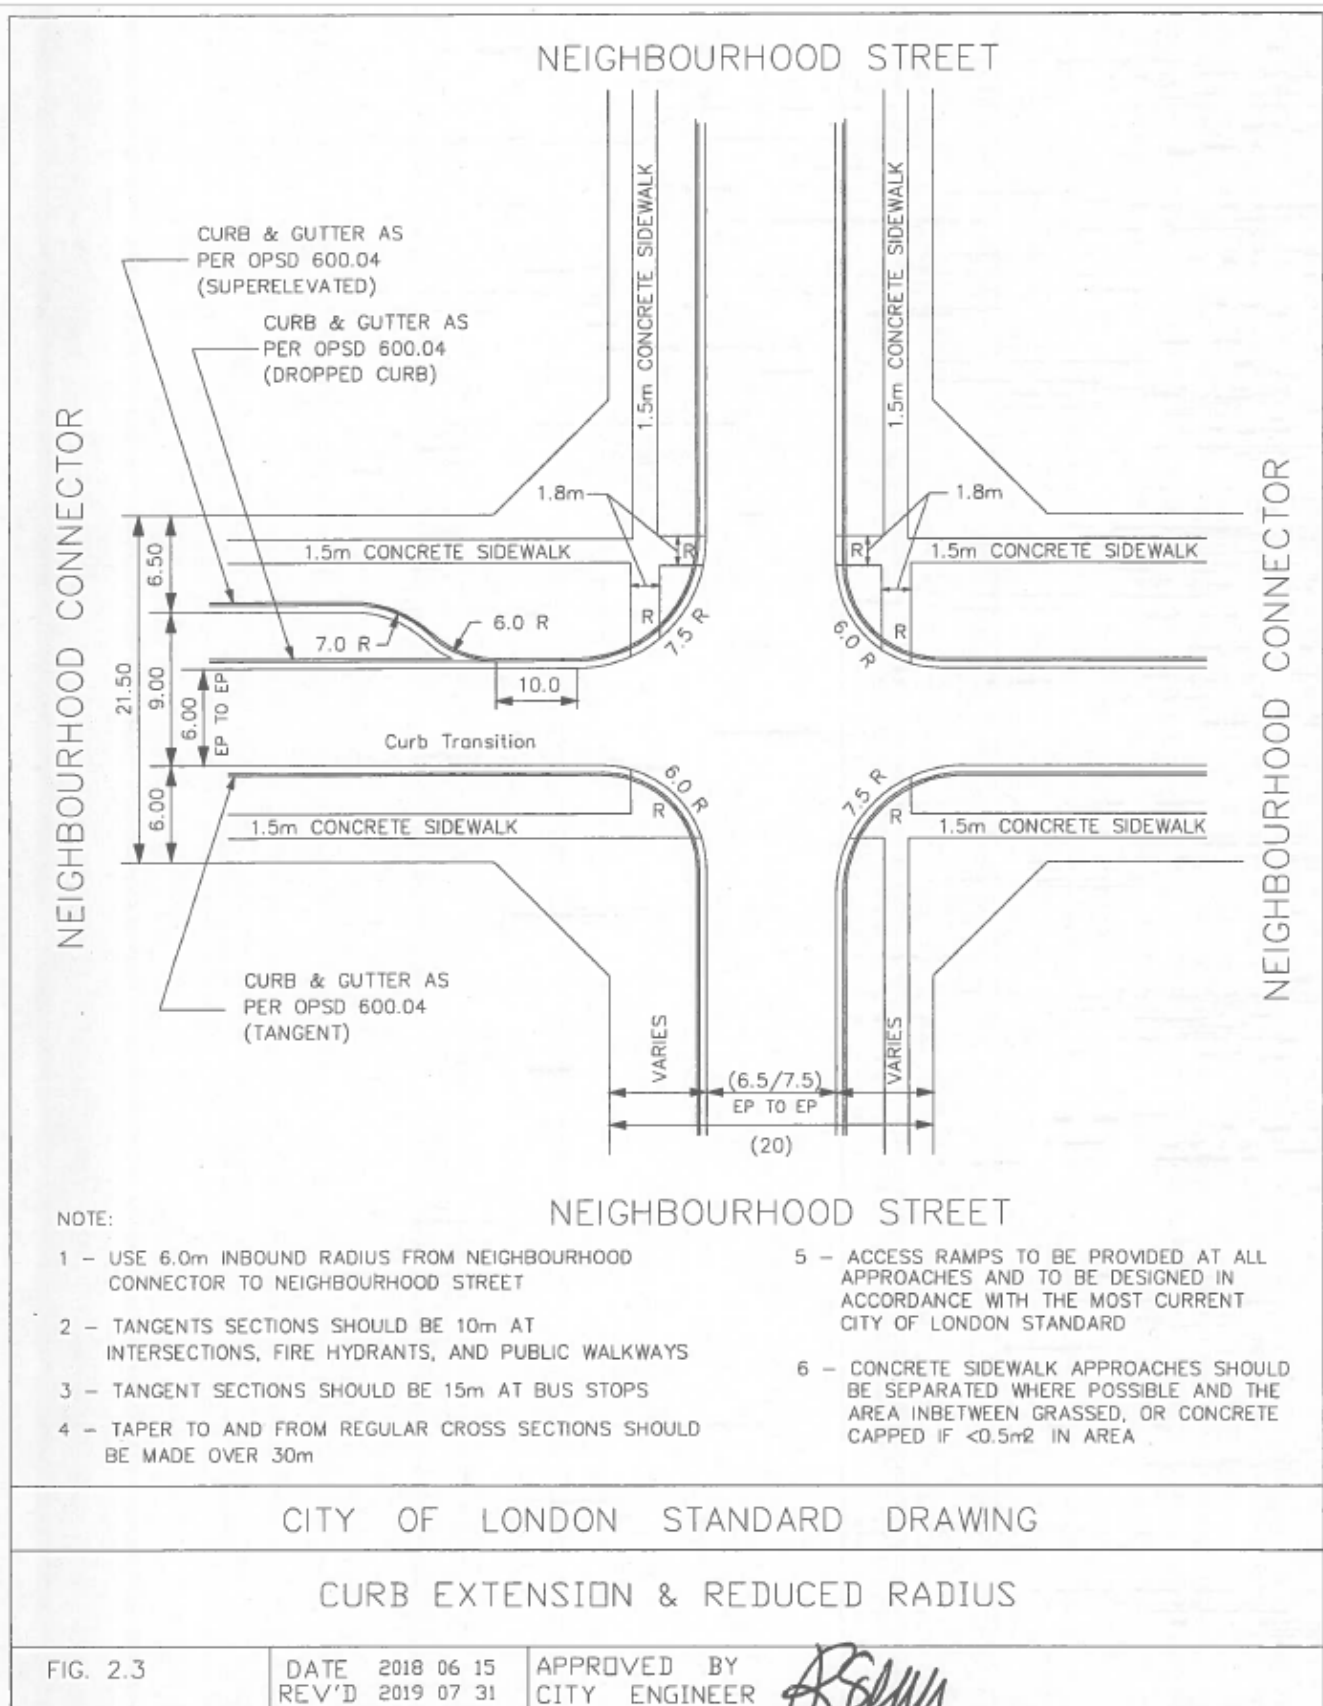 NEIGHBOURHOOD STREET
CURB & GUTTER AS
PER OPSD 600.04
(SUPERELEVATED)
CURB & GUTTER AS
PER OPSD 600.04
(DROPPED CURB)
1.5m CONCRETE SIDEWALK
1.5m CONCRETE SIDEWALK
NEIGHBOURHOOD CONNECTOR
NEIGHBOURHOOD CONNECTOR
1.8m
1.8m
1.5m CONCRETE SIDEWALK
R
R
1.5m CONCRETE SIDEWALK
6.50
7.0 R
6.0 R
R
7.5 R
6.0 R
R
21.50
9.00
6.00
EP TO EP
10.0
Curb Transition
6.00
6.0 R
R
7.5 R
R
1.5m CONCRETE SIDEWALK
1.5m CONCRETE SIDEWALK
CURB & GUTTER AS
PER OPSD 600.04
(TANGENT)
VARIES
(6.5/7.5)
EP TO EP
VARIES
(20)
NEIGHBOURHOOD STREET
NOTE:
1 – USE 6.0m INBOUND RADIUS FROM NEIGHBOURHOOD
CONNECTOR TO NEIGHBOURHOOD STREET
2 – TANGENTS SECTIONS SHOULD BE 10m AT
INTERSECTIONS, FIRE HYDRANTS, AND PUBLIC WALKWAYS
3 – TANGENT SECTIONS SHOULD BE 15m AT BUS STOPS
4 – TAPER TO AND FROM REGULAR CROSS SECTIONS SHOULD
BE MADE OVER 30m
5 – ACCESS RAMPS TO BE PROVIDED AT ALL
APPROACHES AND TO BE DESIGNED IN
ACCORDANCE WITH THE MOST CURRENT
CITY OF LONDON STANDARD
6 – CONCRETE SIDEWALK APPROACHES SHOULD
BE SEPARATED WHERE POSSIBLE AND THE
AREA INBETWEEN GRASSED, OR CONCRETE
CAPPED IF <0.5m2 IN AREA
CITY OF LONDON STANDARD DRAWING
CURB EXTENSION & REDUCED RADIUS
FIG. 2.3
DATE 2018 06 15
REV'D 2019 07 31
APPROVED BY
CITY ENGINEER